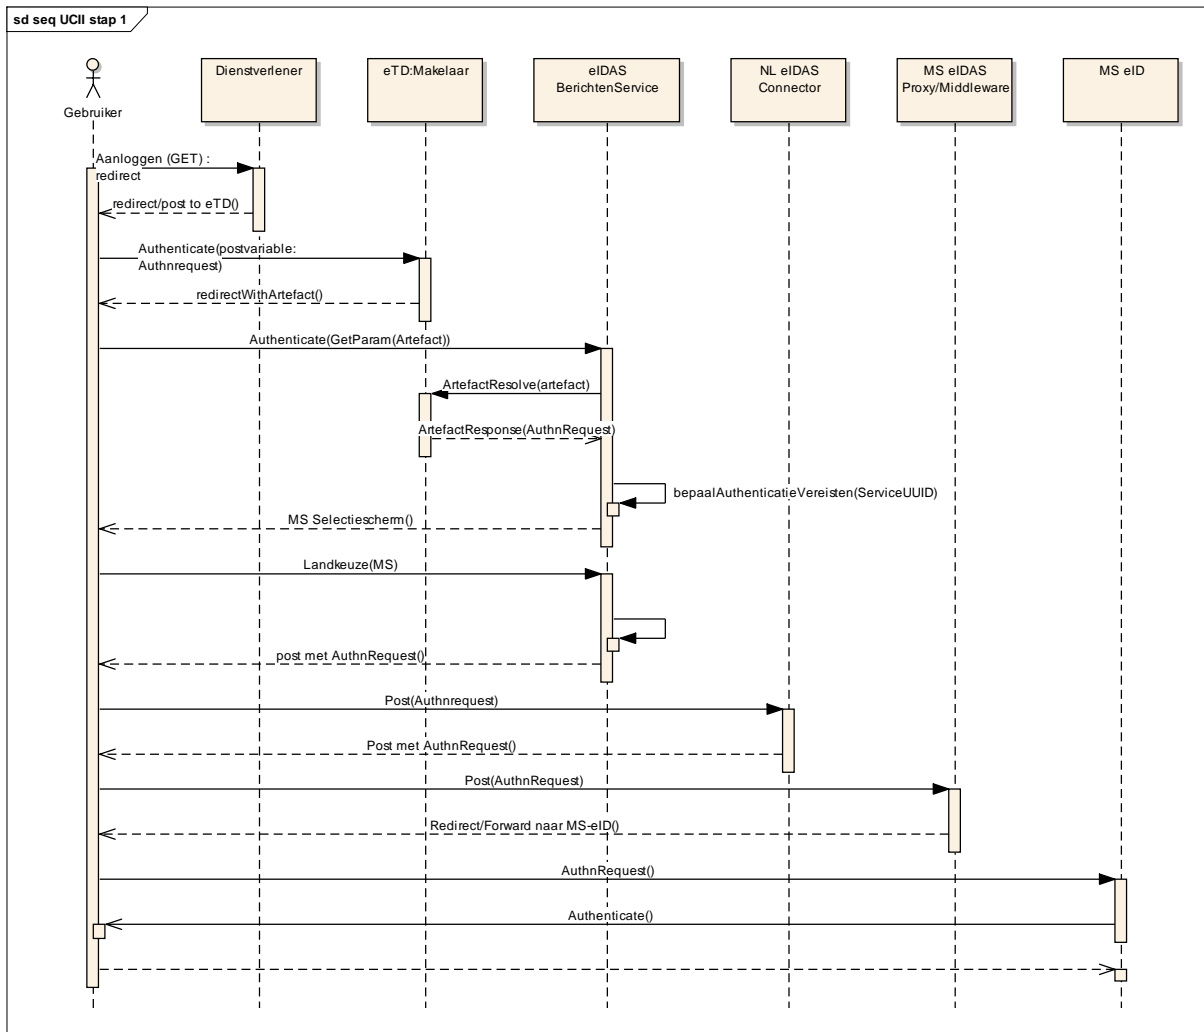 sd seq UCII stap 1
Gebruiker
Dienstverlener
eTD:Makelaar
eIDAS
BerichtenService
NL eIDAS
Connector
MS eIDAS
Proxy/Middleware
MS eID
Aanloggen (GET) :
redirect
redirect/post to eTD()
Authenticate(postvariable:
Authnrequest)
redirectWithArtefact()
Authenticate(GetParam(Artefact))
ArtefactResolve(artefact)
ArtefactResponse(AuthnRequest)
bepaalAuthenticatieVereisten(ServiceUUID)
MS Selectiescherm()
Landkeuze(MS)
post met AuthnRequest()
Post(Authnrequest)
Post met AuthnRequest()
Post(AuthnRequest)
Redirect/Forward naar MS-eID()
AuthnRequest()
Authenticate()